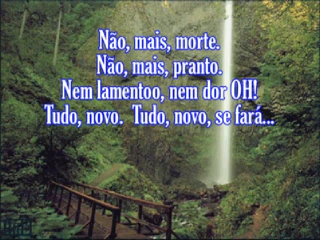 Não, mais, morte.
Não, mais, pranto.
Nem lamentoo, nem dor OH!
Tudo, novo. Tudo, novo, se fará...